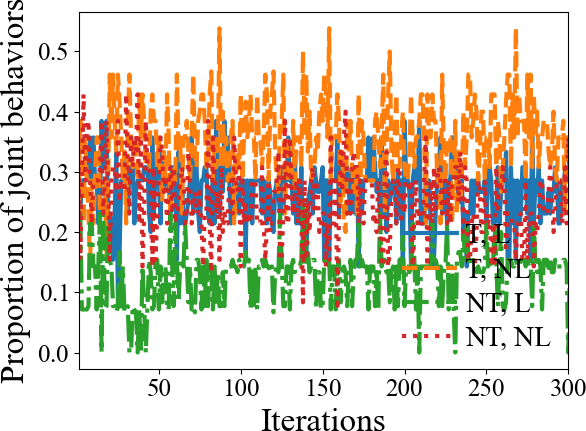 Proportion of joint behaviors
0.5
0.4
0.3
0.2
0.1
0.0
T, L
T, NL
NT, L
NT, NL
50
100
150
200
250
300
Iterations